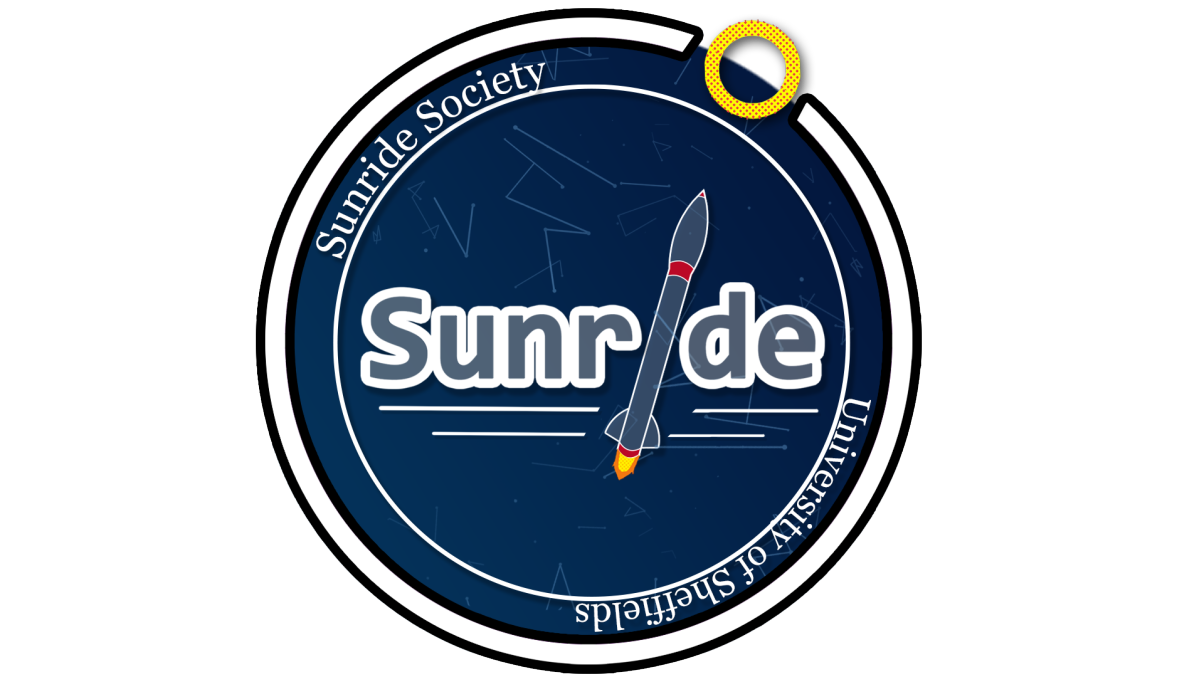 Sunride Society
Sunr de
University of Sheffields